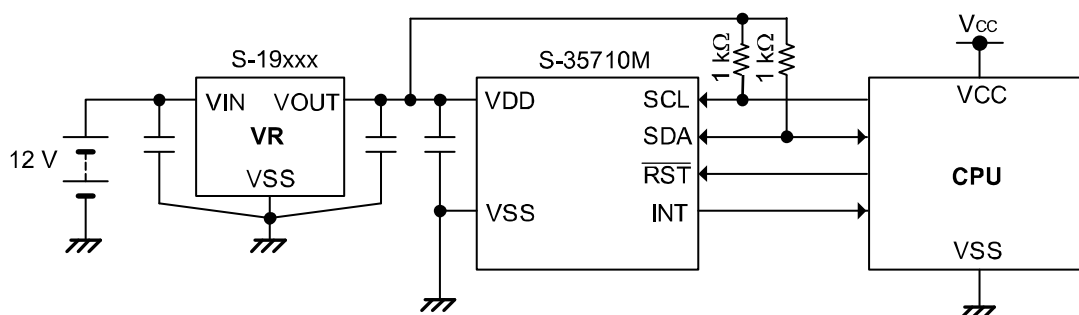 S-19xxx
VIN
VOUT
VR
VSS
12 V
S-35710M
VDD
VSS
SCL
SDA
RST
INT
1 kΩ
1 kΩ
VCC
VCC
CPU
VSS